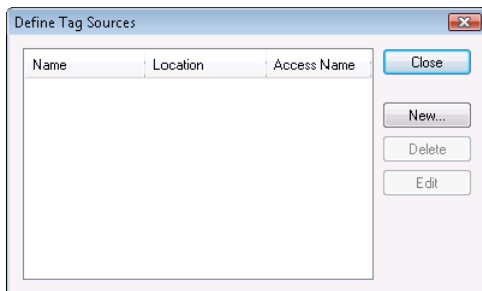 Define Tag Sources
Name Location Access Name
Close
New...
Delete
Edit